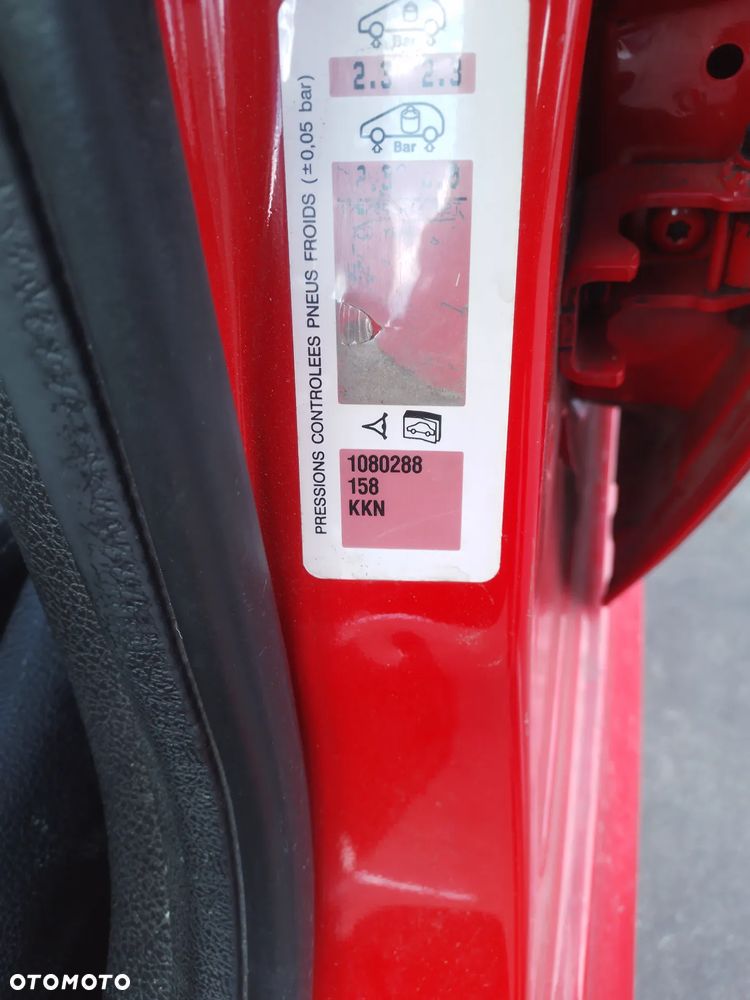 Bar
2.3 2.3
Bar
PRESSIONS CONTROLEES PNEUS FROIDS (±0,05 bar)
1080288
158
KKN
OTOMOTO